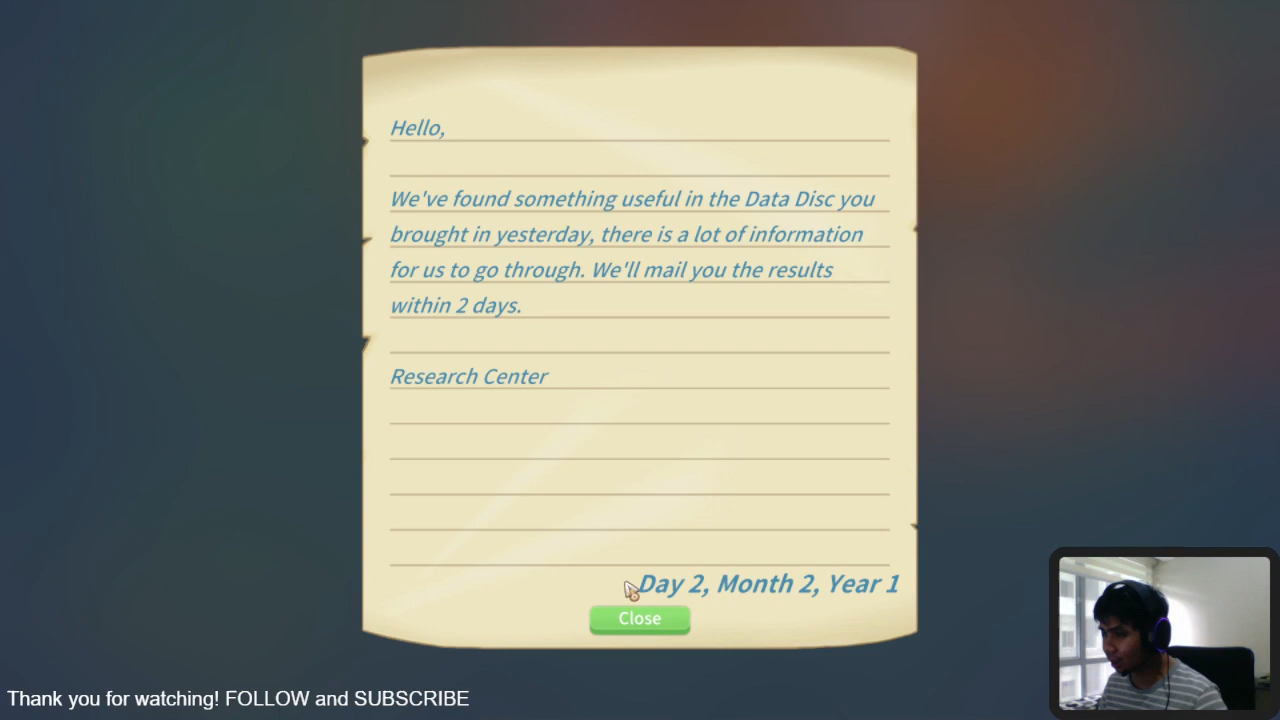 Hello,
We've found something useful in the Data Disc you
brought in yesterday, there is a lot of information
for us to go through. We'll mail you the results
within 2 days.
Research Center
Day 2, Month 2, Year 1
Close
Thank you for watching! FOLLOW and SUBSCRIBE